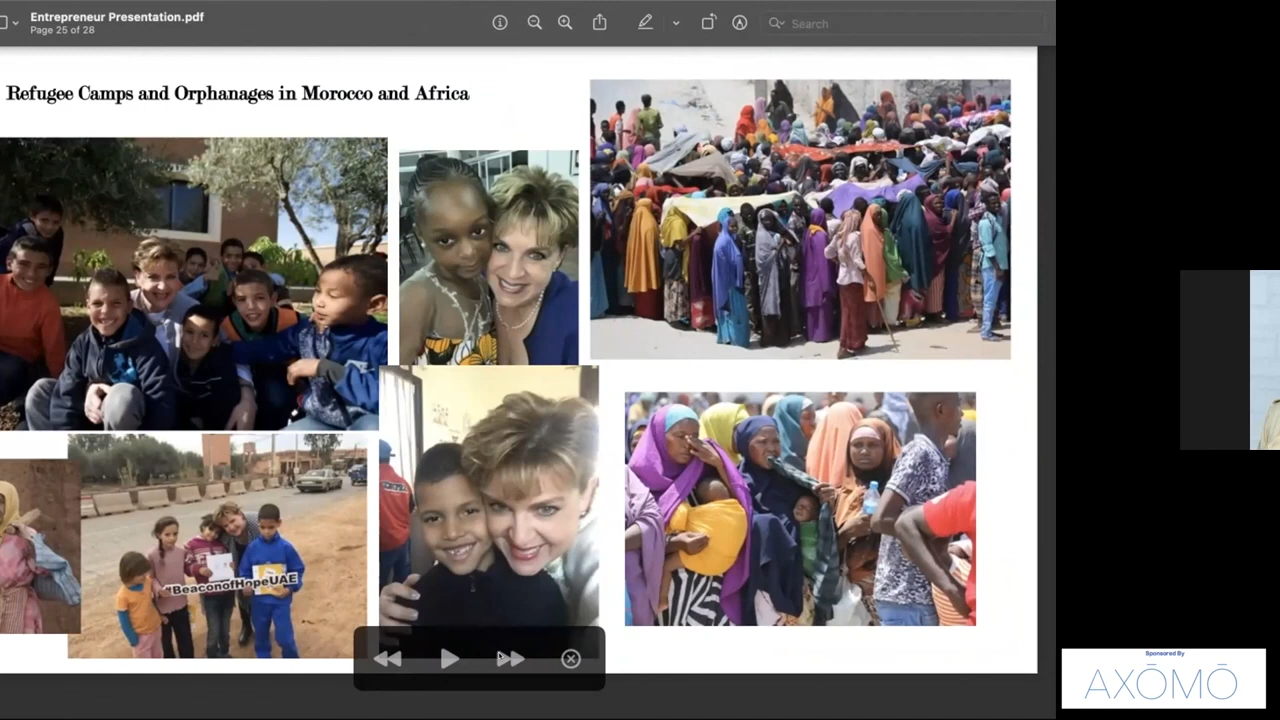 Entrepreneur Presentation.pdf
Page 25 of 28
Search
Refugee Camps and Orphanages in Morocco and Africa
#BeaconofHopeUAE
Sponsored By
AXŌMŌ